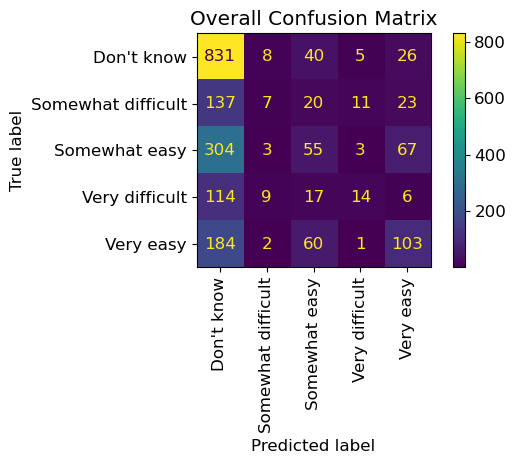 Overall Confusion Matrix
True label
Don't know 831 8 40 5 26
Somewhat difficult 137 7 20 11 23
Somewhat easy 304 3 55 3 67
Very difficult 114 9 17 14 6
Very easy 184 2 60 1 103
Don't know
Somewhat difficult
Somewhat easy
Very difficult
Very easy
Predicted label
800
600
400
200